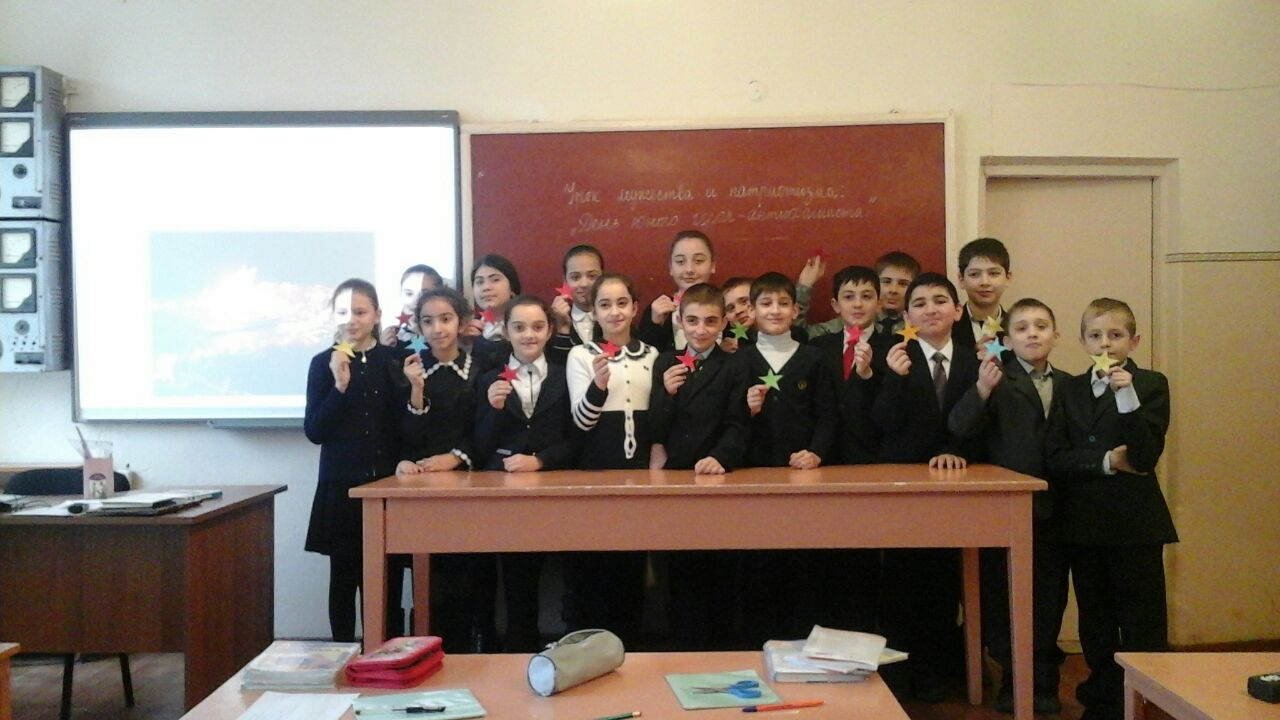 Урок мужества и патриотизма:
„День юного героя-антифашиста"